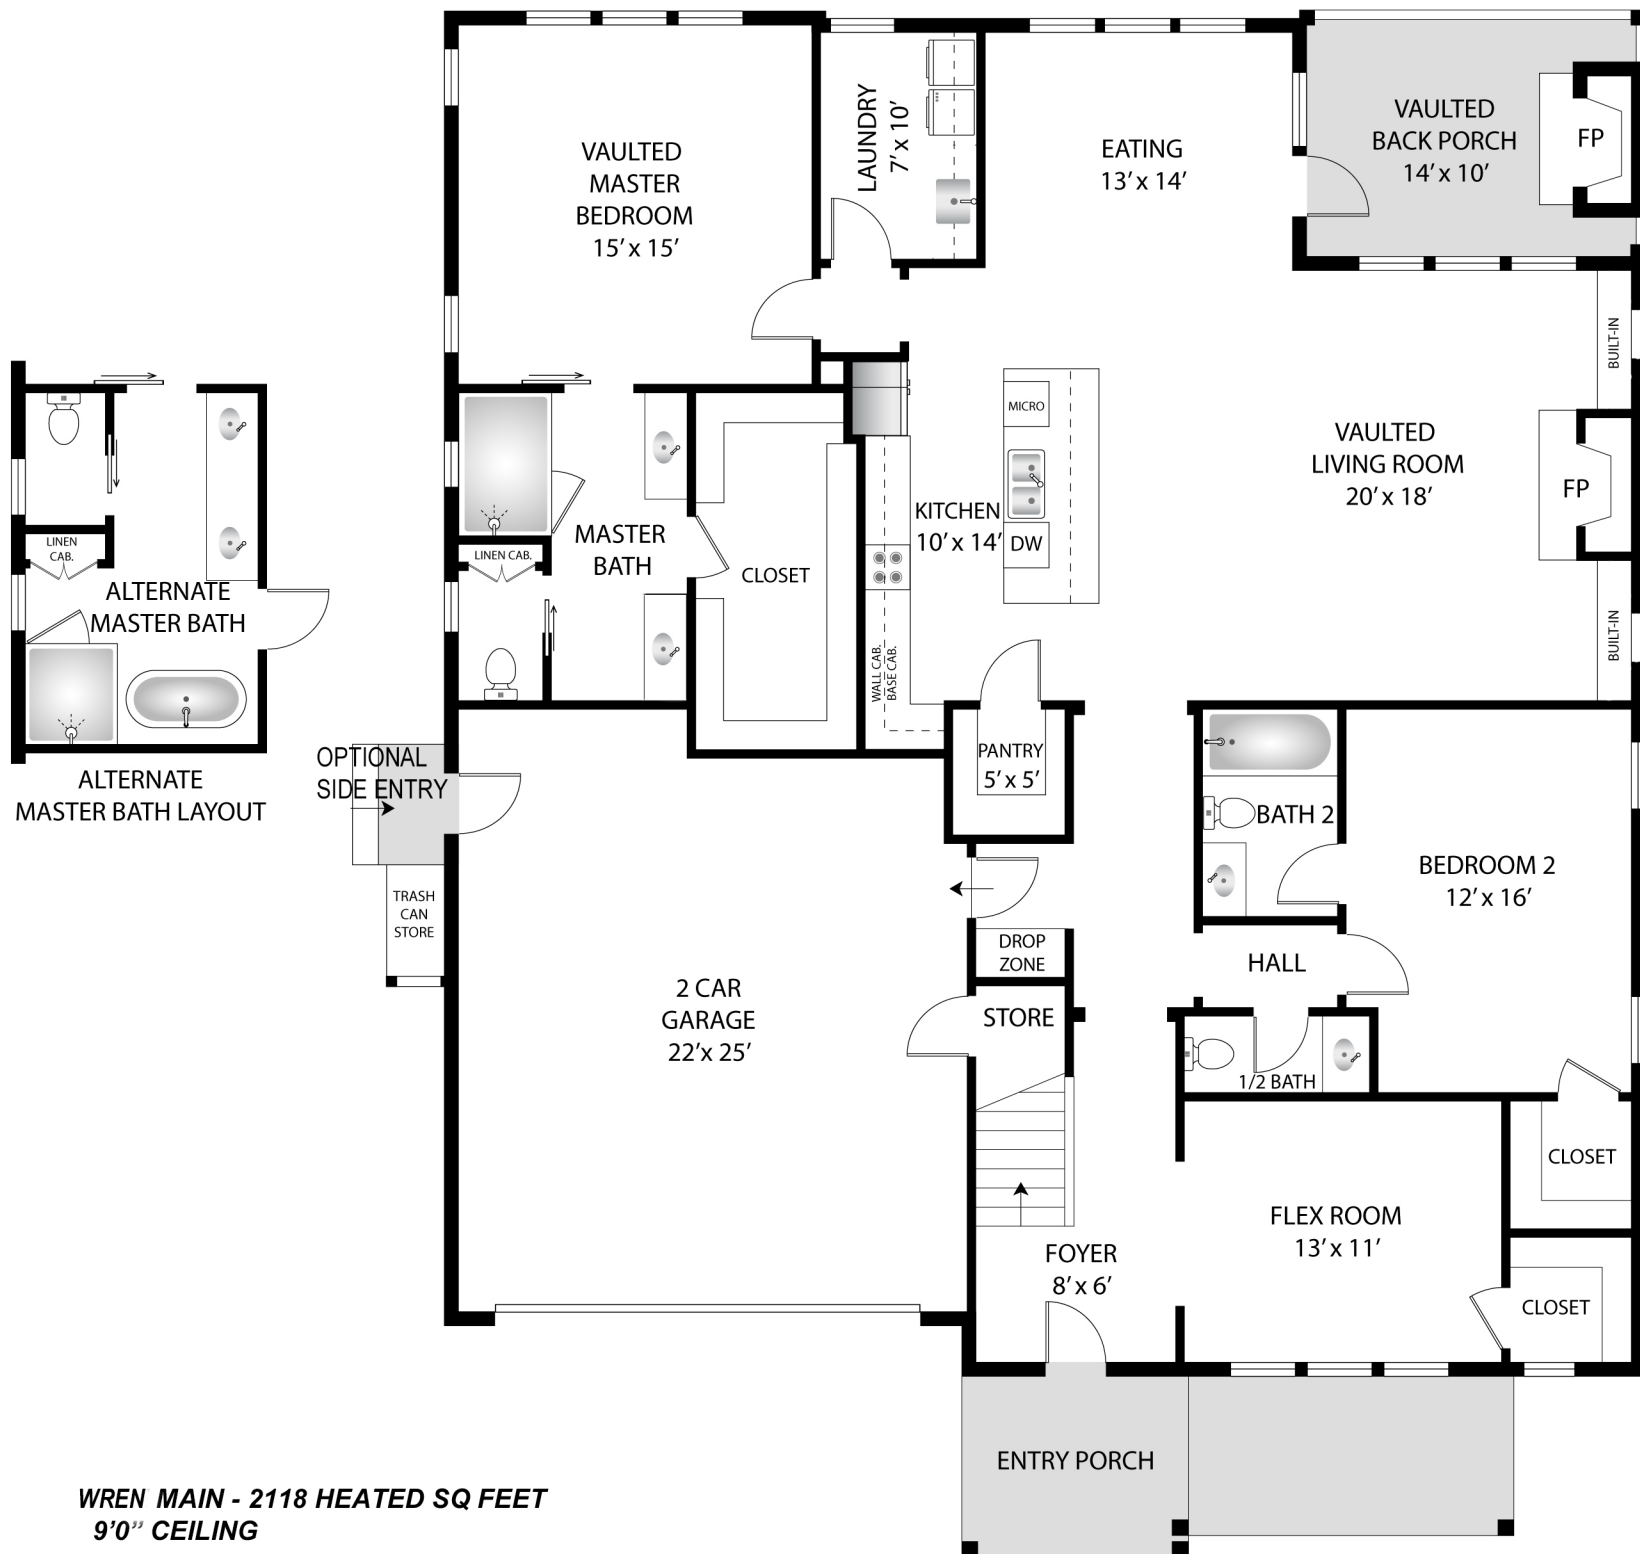 VAULTED
MASTER
BEDROOM
15’ x 15’
LAUNDRY
7’ x 10’
EATING
13’ x 14’
VAULTED
BACK PORCH
14’ x 10’
FP
BUILT-IN
MICRO
VAULTED
LIVING ROOM
20’ x 18’
FP
KITCHEN
10’ x 14’
DW
MASTER
BATH
LINEN CAB.
CLOSET
LINEN
CAB.
ALTERNATE
MASTER BATH
BUILT-IN
WALL CAB.
BASE CAB.
OPTIONAL
SIDE ENTRY
ALTERNATE
MASTER BATH LAYOUT
PANTRY
5’ x 5’
BATH 2
BEDROOM 2
12’ x 16’
TRASH
CAN
STORE
DROP
ZONE
HALL
2 CAR
GARAGE
22’x 25’
STORE
1/2 BATH
CLOSET
FLEX ROOM
13’ x 11’
FOYER
8’ x 6’
CLOSET
ENTRY PORCH
WREN MAIN - 2118 HEATED SQ FEET
9’0” CEILING